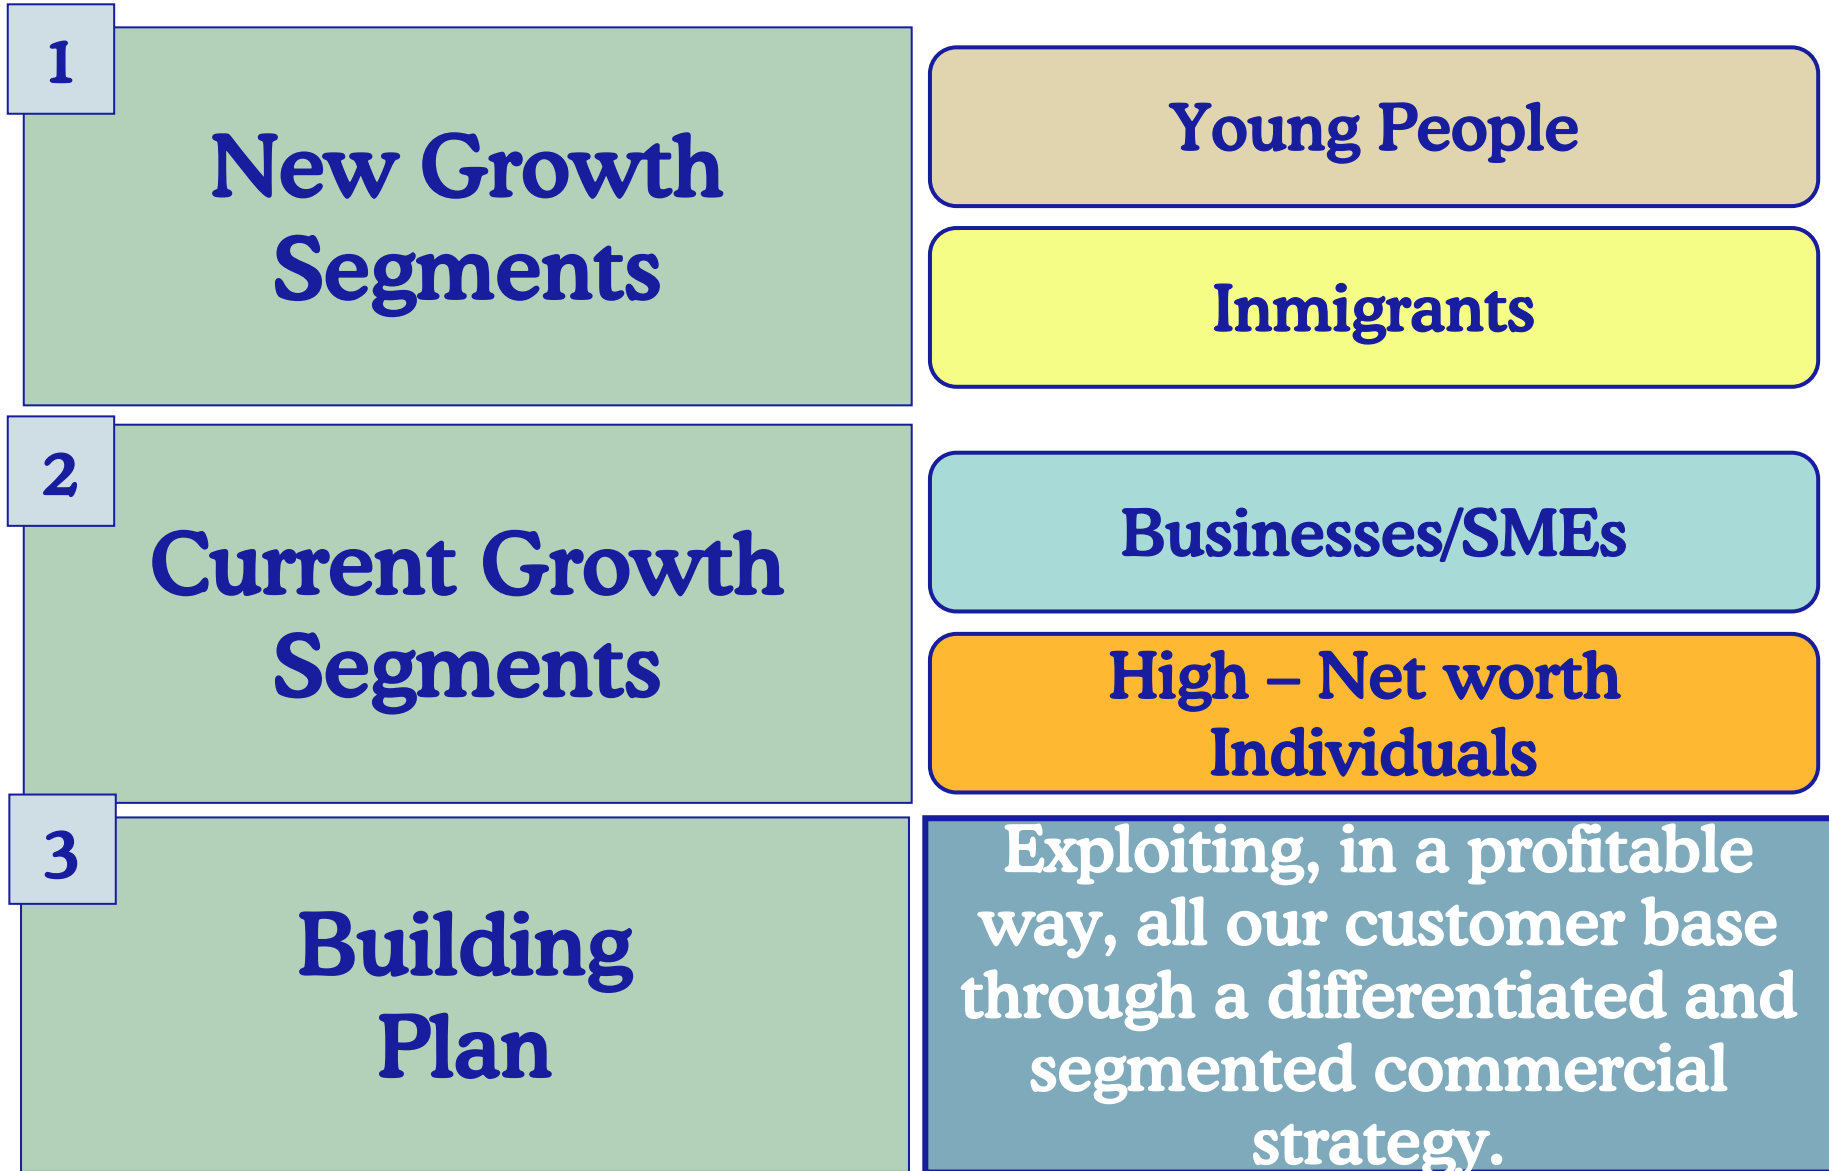 1
New Growth
Segments
Young People
Inmigrants
2
Current Growth
Segments
Businesses/SMEs
High – Net worth
Individuals
3
Building
Plan
Exploiting, in a profitable
way, all our customer base
through a differentiated and
segmented commercial
strategy.